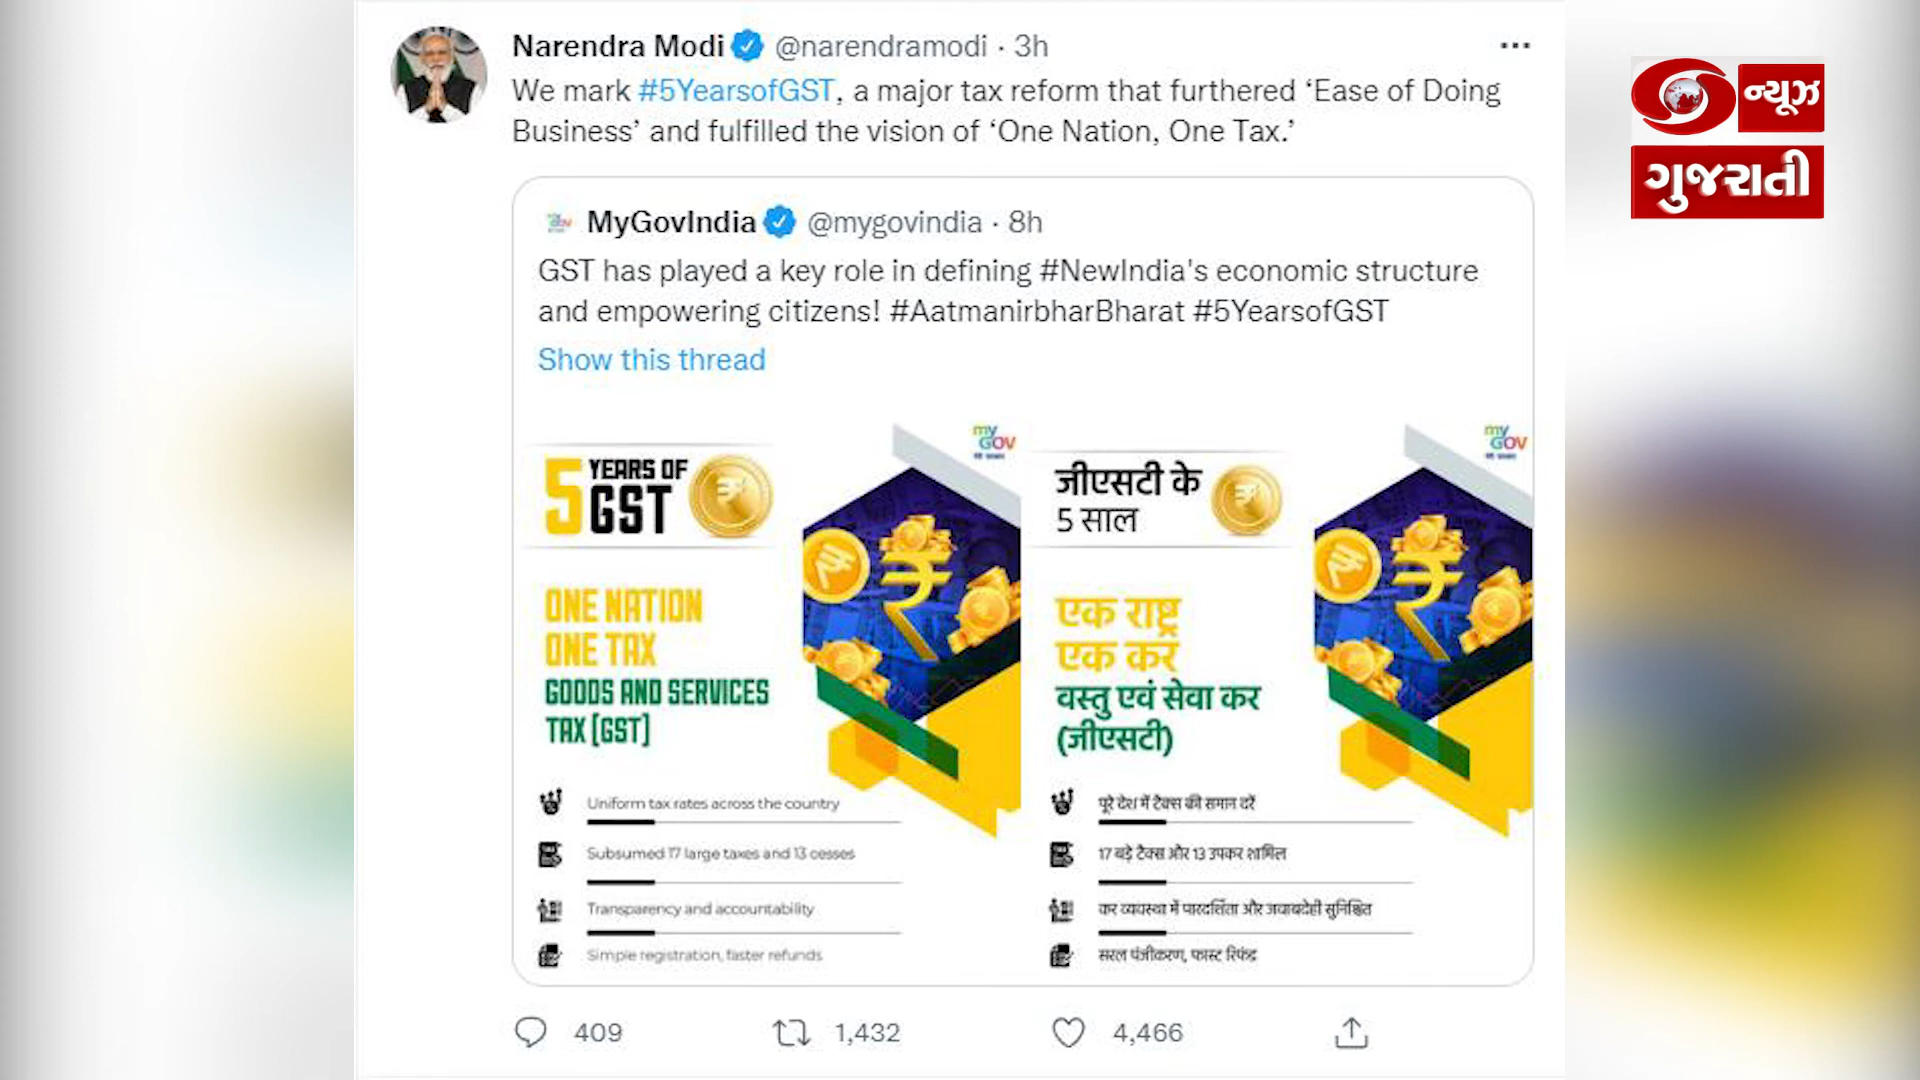 Narendra Modi @narendramodi · 3h
We mark #5YearsofGST, a major tax reform that furthered ‘Ease of Doing
Business’ and fulfilled the vision of ‘One Nation, One Tax.’
MyGovIndia @mygovindia · 8h
GST has played a key role in defining #NewIndia's economic structure
and empowering citizens! #AatmanirbharBharat #5YearsofGST
Show this thread
my
GOV
5 YEARS OF
GST
ONE NATION
ONE TAX
GOODS AND SERVICES
TAX [GST]
Uniform tax rates across the country
Subsumed 17 large taxes and 13 cesses
Transparency and accountability
Simple registration, faster refunds
my
GOV
जीएसटी के
5 साल
एक राष्ट्र
एक कर
वस्तु एवं सेवा कर
(जीएसटी)
पूरे देश में टैक्स की समान दरें
17 बड़े टैक्स और 13 उपकर शामिल
कर व्यवस्था में पारदर्शिता और जवाबदेही सुनिश्चित
सरल पंजीकरण, फास्ट रिफंड
409 1,432 4,466
ન્યૂઝ
ગુજરાતી